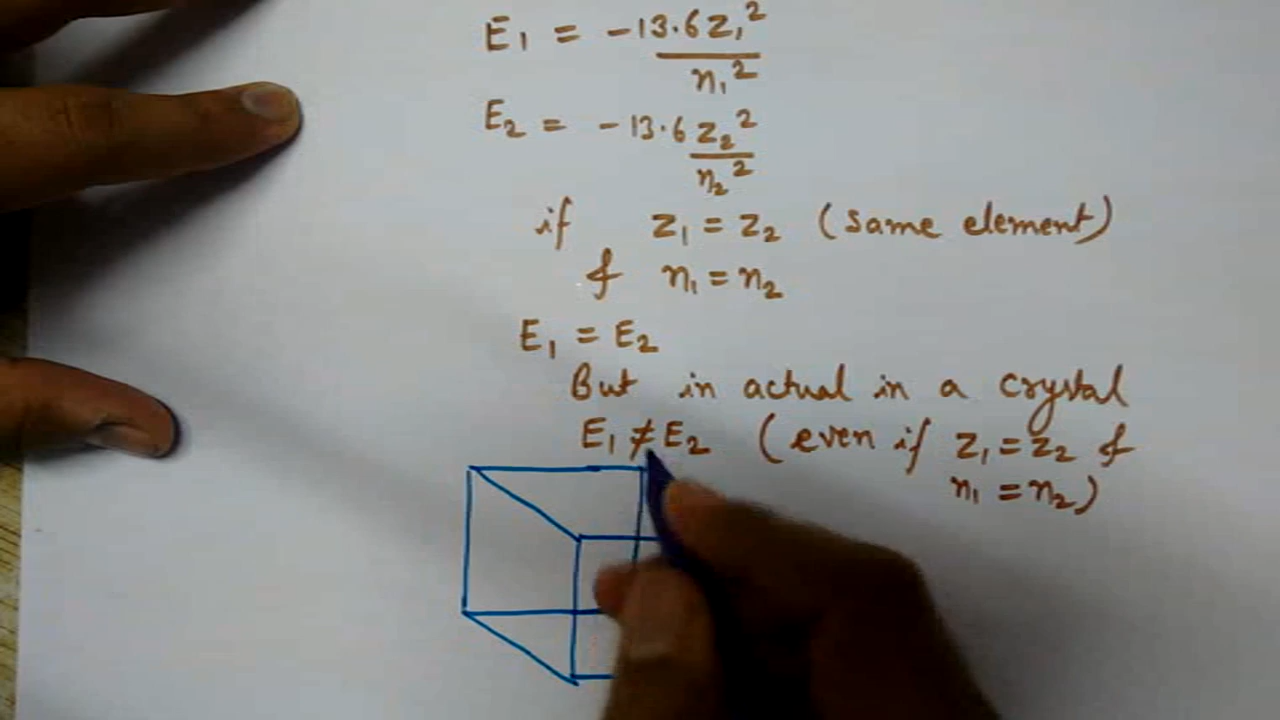 E₁ = -13.6 Z₁² / n₁²
E₂ = -13.6 Z₂² / n₂²
if Z₁ = Z₂ (same element)
& n₁ = n₂
E₁ = E₂
But in actual in a crystal
E₁ ≠ E₂ (even if Z₁ = Z₂ &
n₁ = n₂)